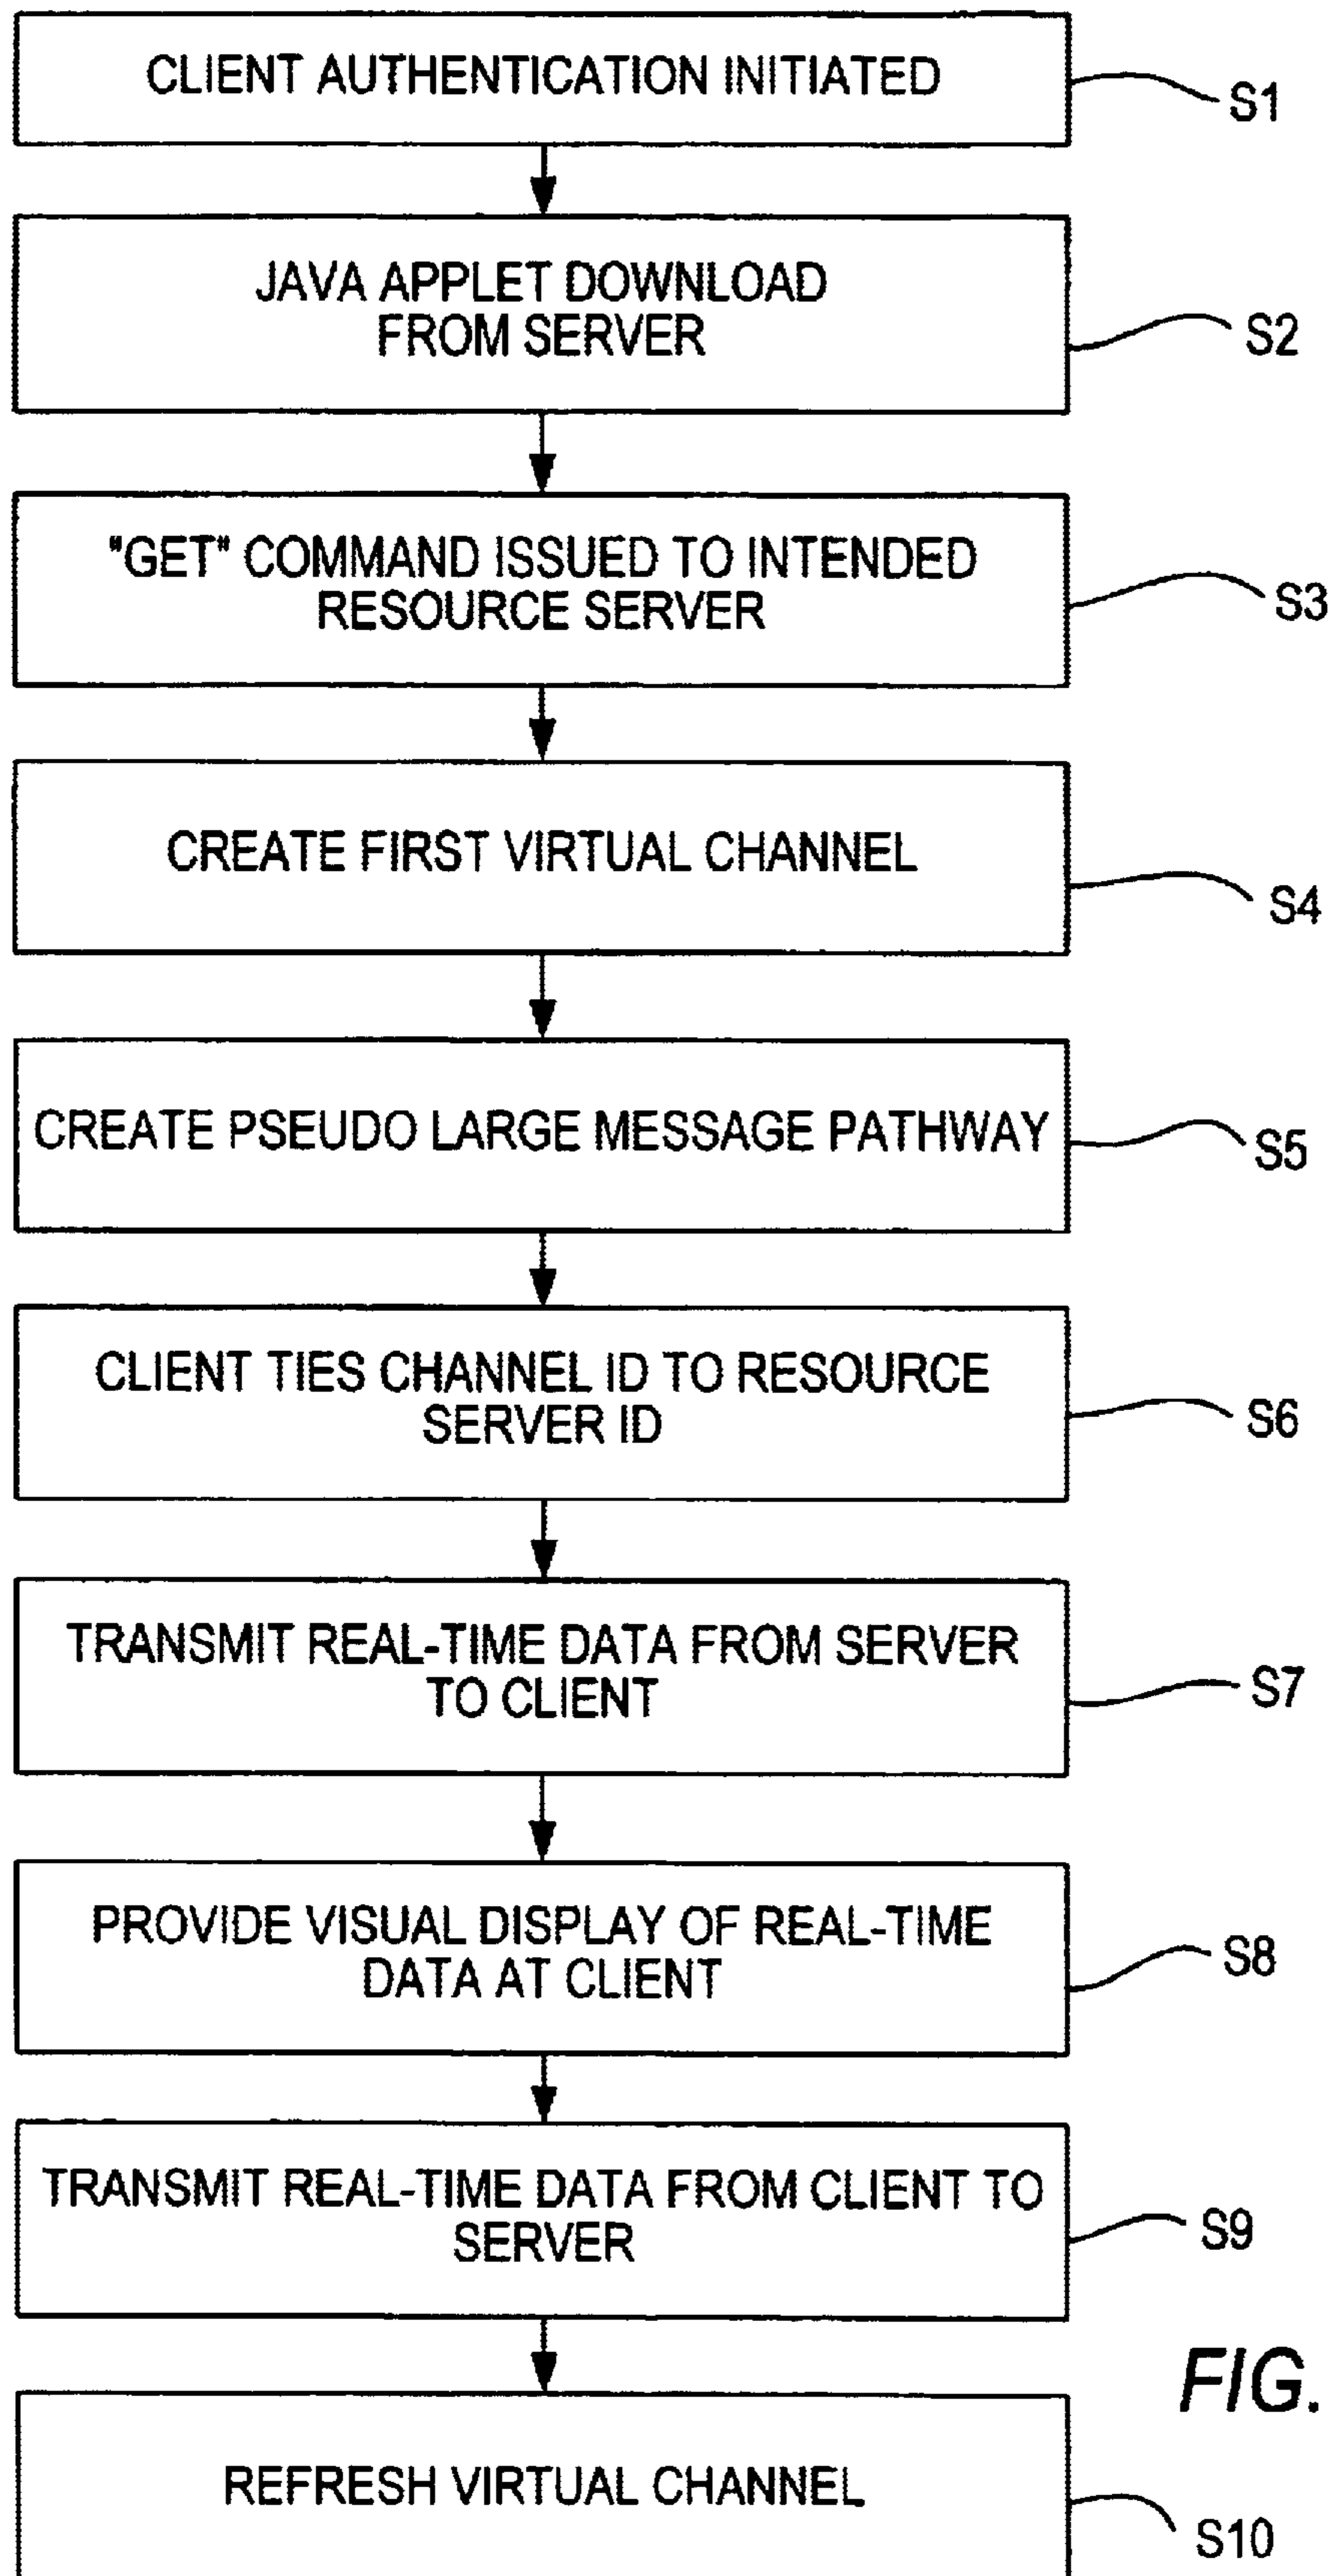 CLIENT AUTHENTICATION INITIATED
S1
JAVA APPLET DOWNLOAD
FROM SERVER
S2
"GET" COMMAND ISSUED TO INTENDED
RESOURCE SERVER
S3
CREATE FIRST VIRTUAL CHANNEL
S4
CREATE PSEUDO LARGE MESSAGE PATHWAY
S5
CLIENT TIES CHANNEL ID TO RESOURCE
SERVER ID
S6
TRANSMIT REAL-TIME DATA FROM SERVER
TO CLIENT
S7
PROVIDE VISUAL DISPLAY OF REAL-TIME
DATA AT CLIENT
S8
TRANSMIT REAL-TIME DATA FROM CLIENT TO
SERVER
S9
FIG.
REFRESH VIRTUAL CHANNEL
S10